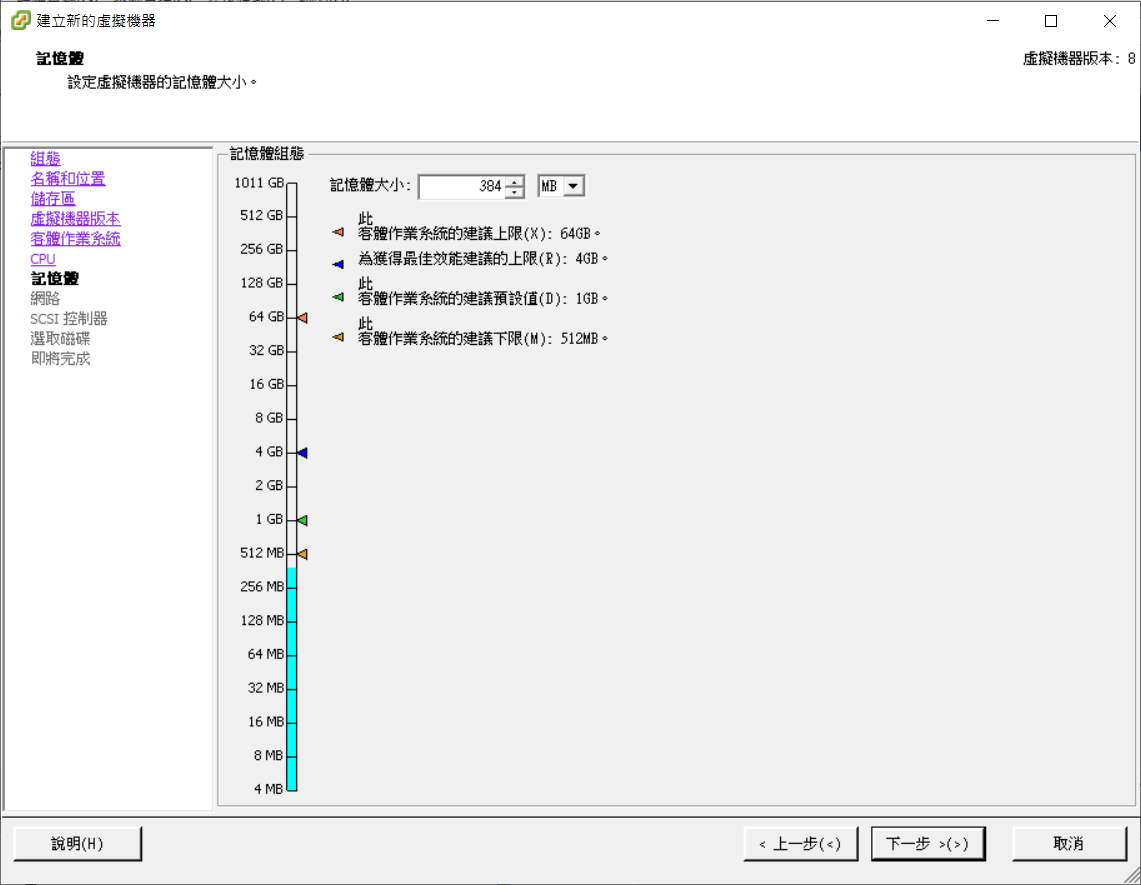 建立新的虛擬機器
記憶體
設定虛擬機器的記憶體大小。
虛擬機器版本: 8
組態
名稱和位置
儲存區
虛擬機器版本
客體作業系統
CPU
記憶體
網路
SCSI 控制器
選取磁碟
即將完成
記憶體組態
1011 GB
512 GB
256 GB
128 GB
64 GB
32 GB
16 GB
8 GB
4 GB
2 GB
1 GB
512 MB
256 MB
128 MB
64 MB
32 MB
16 MB
8 MB
4 MB
記憶體大小: 384 MB
此
客體作業系統的建議上限(X): 64GB。
為獲得最佳效能建議的上限(R): 4GB。
此
客體作業系統的建議預設值(D): 1GB。
此
客體作業系統的建議下限(M): 512MB。
說明(H)
< 上一步(<)
下一步 >(>)
取消